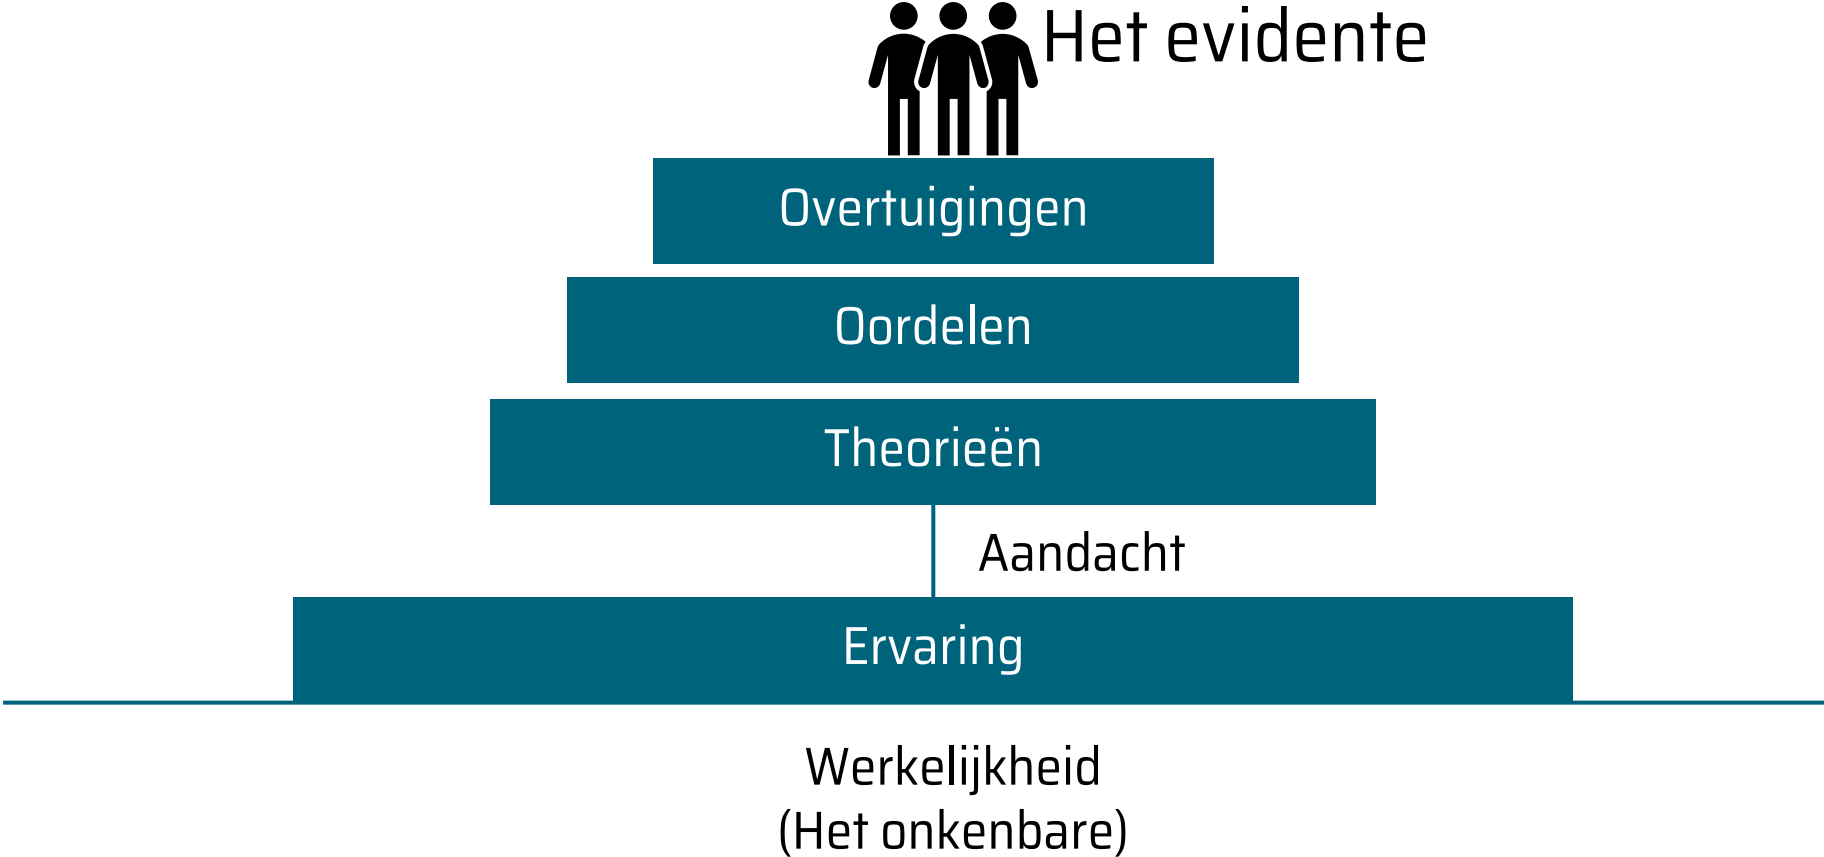 Het evidente
Overtuigingen
Oordelen
Theorieën
Aandacht
Ervaring
Werkelijkheid
(Het onkenbare)